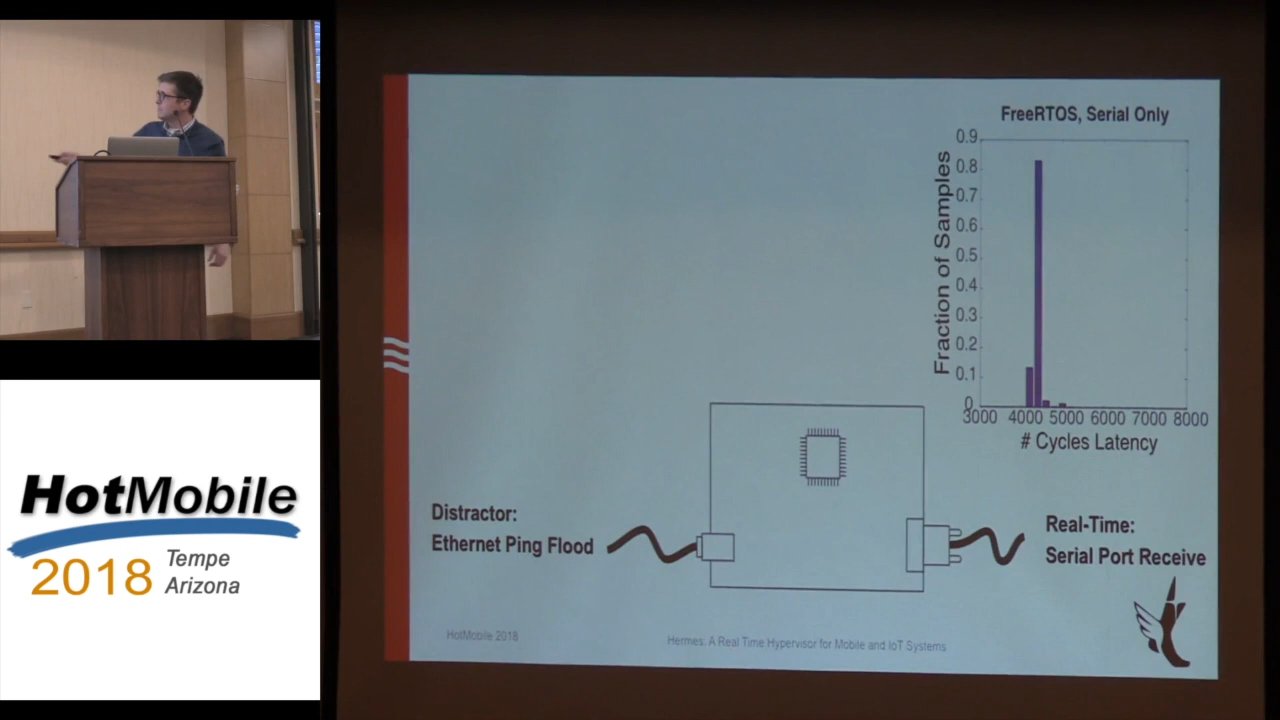 FreeRTOS, Serial Only
Fraction of Samples
0.9
0.8
0.7
0.6
0.5
0.4
0.3
0.2
0.1
0
3000 4000 5000 6000 7000 8000
# Cycles Latency
Distractor:
Ethernet Ping Flood
Real-Time:
Serial Port Receive
HotMobile 2018
Hermes: A Real Time Hypervisor for Mobile and IoT Systems
HotMobile
2018
Tempe
Arizona